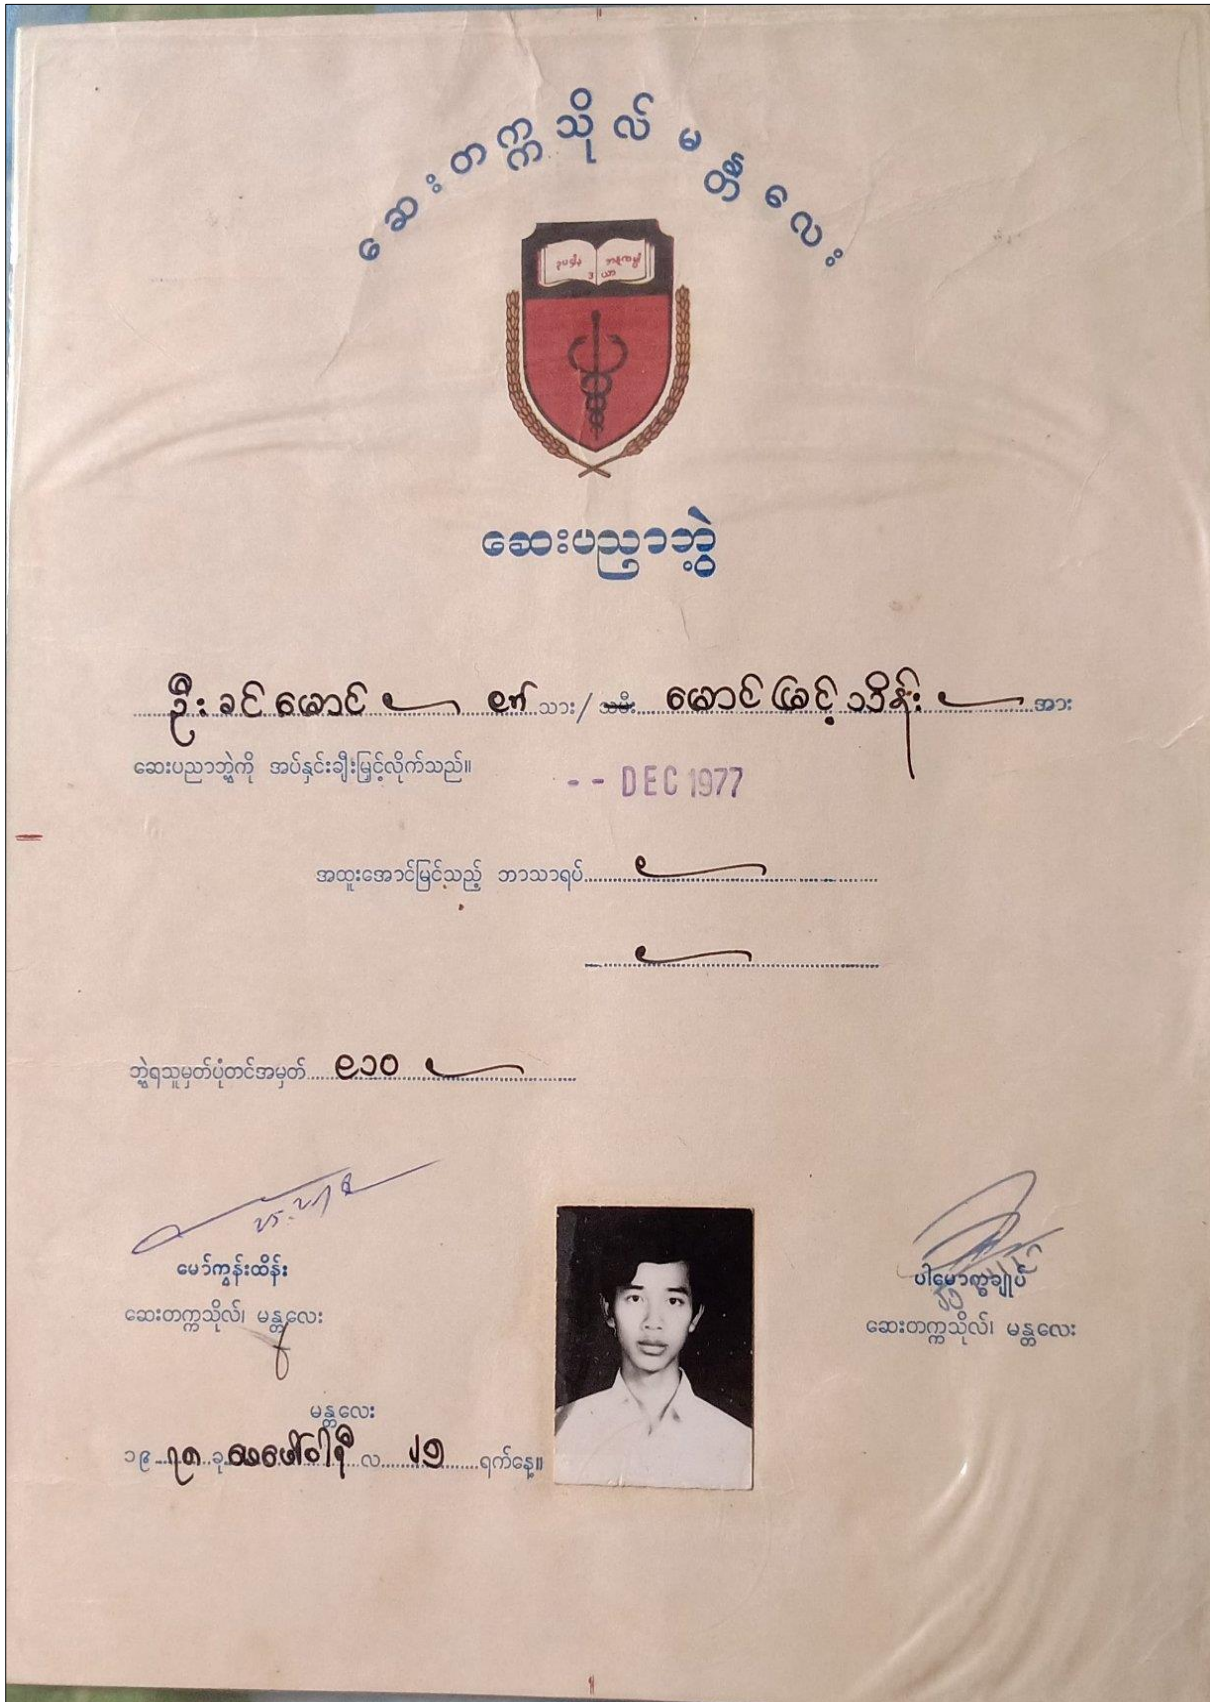 ဆေးတက္ကသိုလ် မန္တလေး
ဆေးပညာဘွဲ့
ဦးခင်မောင် ၏ သား/သမီး မောင်မြင့်သိန်း အား
ဆေးပညာဘွဲ့ကို အပ်နှင်းချီးမြှင့်လိုက်သည်။
-- DEC 1977
အထူးအောင်မြင်သည့် ဘာသာရပ်
ဘွဲ့ရသူမှတ်ပုံတင်အမှတ် ၉၁၀
မော်ကွန်းထိန်း
ဆေးတက္ကသိုလ်၊ မန္တလေး
ပါမောက္ခချုပ်
ဆေးတက္ကသိုလ်၊ မန္တလေး
မန္တလေး
၁၉၇၈ ခု ဖေဖေါ်ဝါရီ လ ၂၁ ရက်နေ့။